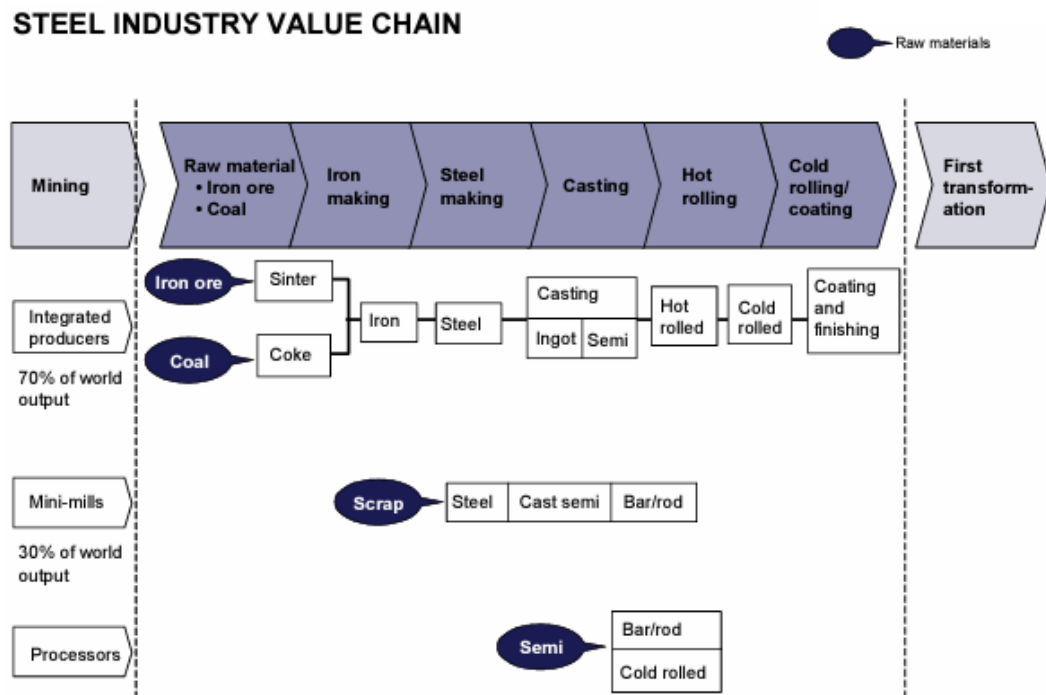 STEEL INDUSTRY VALUE CHAIN
Raw materials
Mining
Raw material
• Iron ore
• Coal
Iron
making
Steel
making
Casting
Hot
rolling
Cold
rolling/
coating
First
transform-
ation
Integrated
producers
70% of world
output
Iron ore
Sinter
Coal
Coke
Iron
Steel
Casting
Ingot
Semi
Hot
rolled
Cold
rolled
Coating
and
finishing
Mini-mills
30% of world
output
Scrap
Steel
Cast semi
Bar/rod
Processors
Semi
Bar/rod
Cold rolled